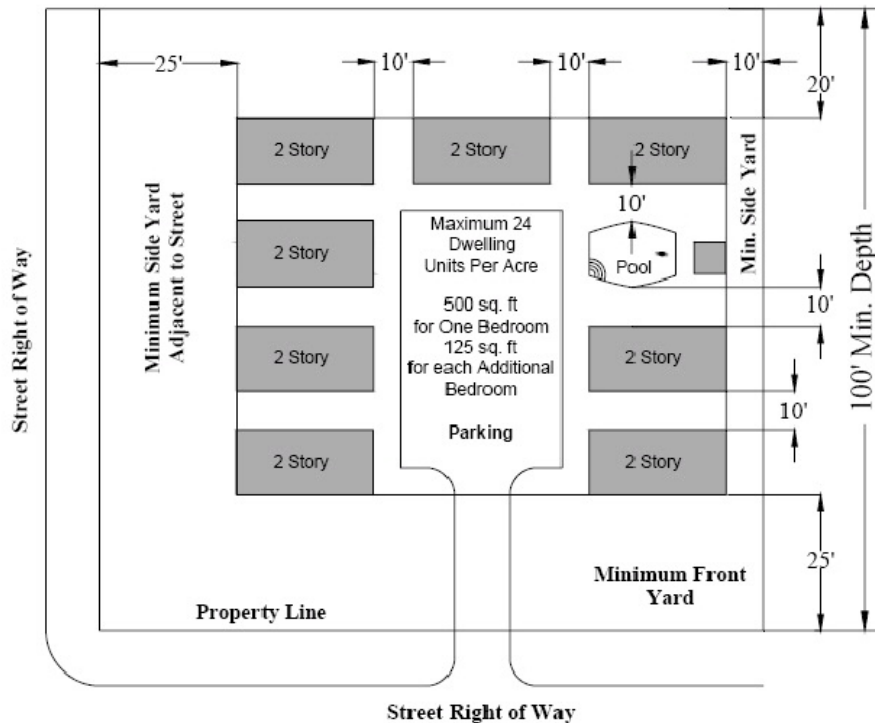 25'
10'
10'
10'
20'
2 Story
2 Story
2 Story
Min. Side Yard
10'
Maximum 24
Dwelling
Units Per Acre
500 sq. ft
for One Bedroom
125 sq. ft
for each Additional
Bedroom
Parking
2 Story
Pool
Minimum Side Yard
Adjacent to Street
Street Right of Way
100' Min. Depth
10'
2 Story
2 Story
10'
2 Story
2 Story
25'
Minimum Front
Yard
Property Line
Street Right of Way